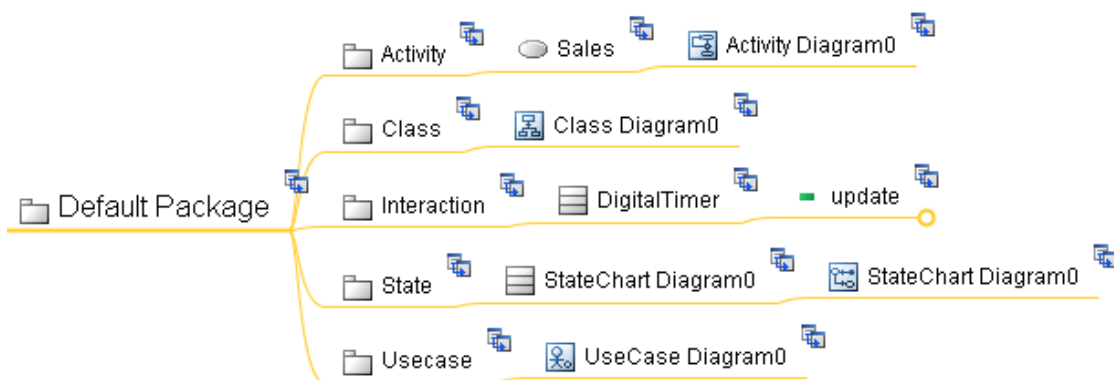 Activity Sales Activity Diagram0
Class Class Diagram0
Default Package Interaction DigitalTimer update
State StateChart Diagram0 StateChart Diagram0
Usecase UseCase Diagram0